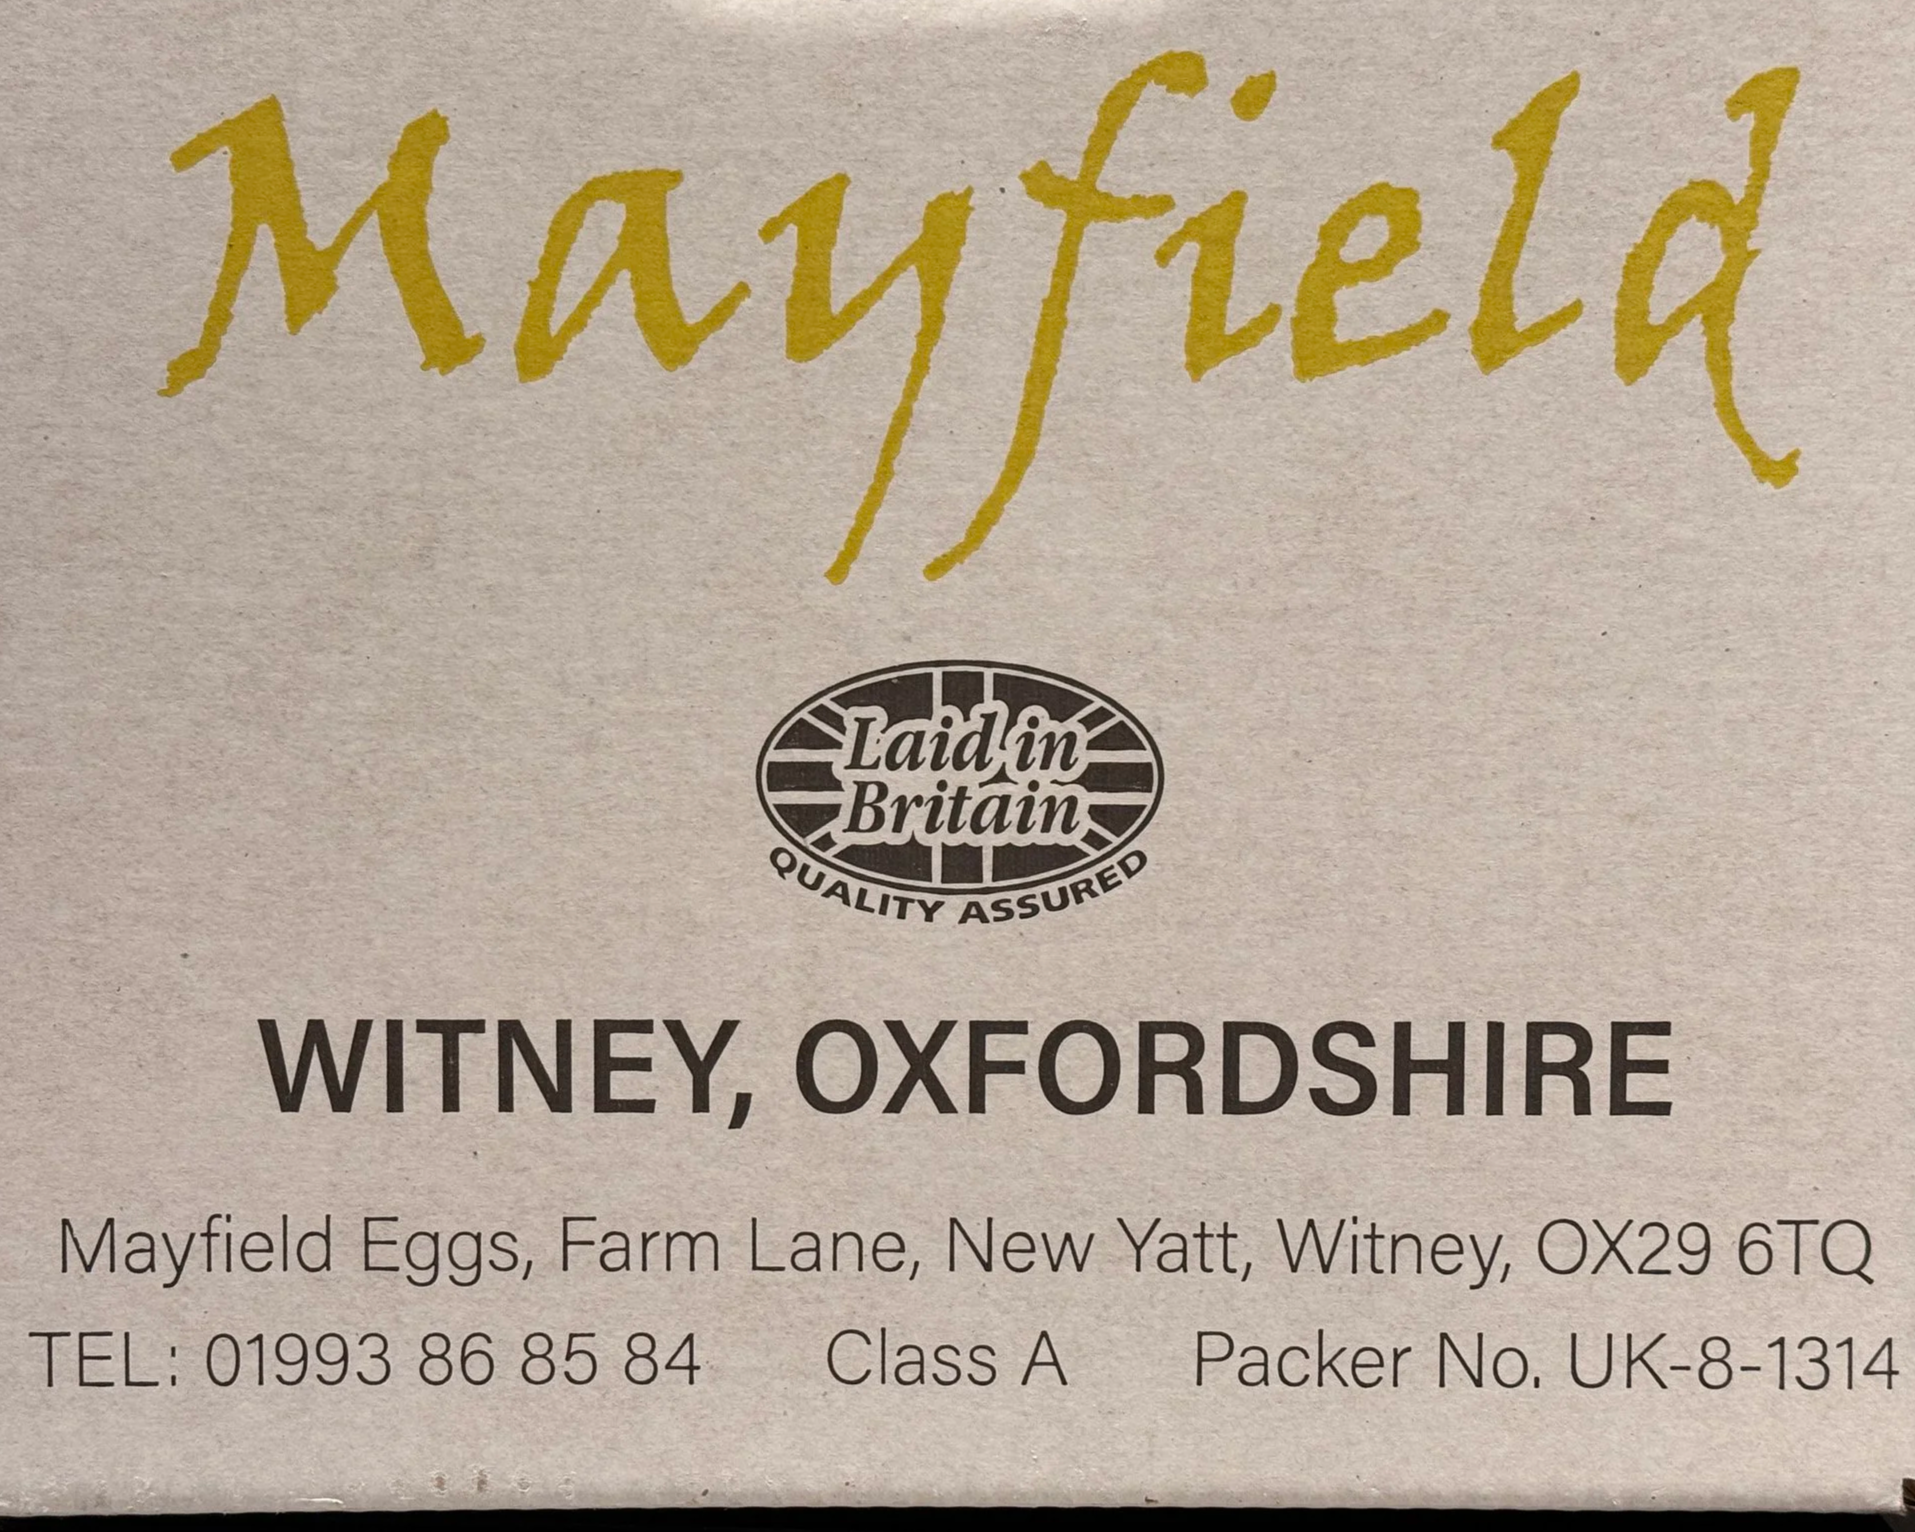 Mayfield
Laid in
Britain
QUALITY ASSURED
WITNEY, OXFORDSHIRE
Mayfield Eggs, Farm Lane, New Yatt, Witney, OX29 6TQ
TEL: 01993 86 85 84 Class A Packer No. UK-8-1314